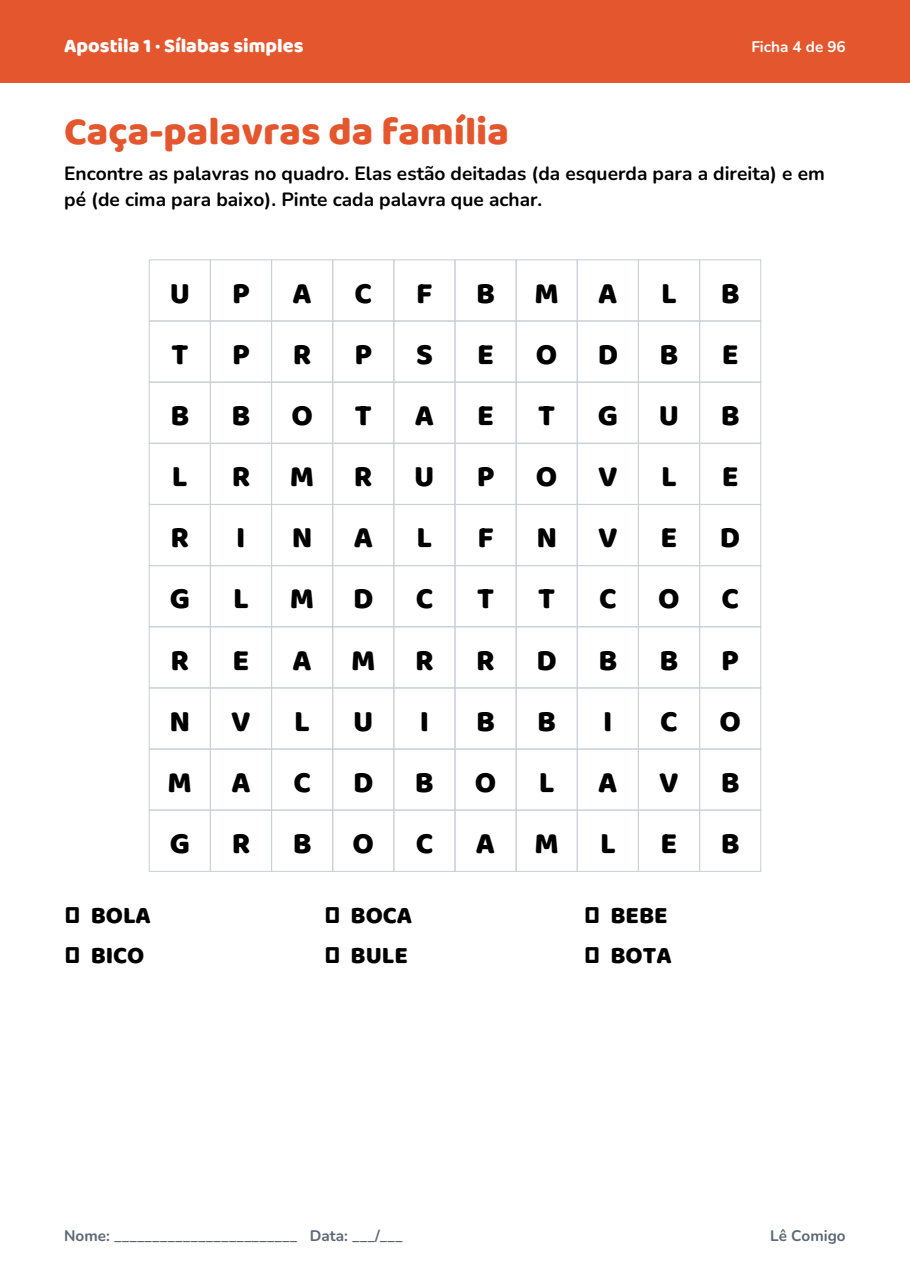 Apostila 1 · Sílabas simples Ficha 4 de 96
Caça-palavras da família
Encontre as palavras no quadro. Elas estão deitadas (da esquerda para a direita) e em
pé (de cima para baixo). Pinte cada palavra que achar.
U P A C F B M A L B
T P R P S E O D B E
B B O T A E T G U B
L R M R U P O V L E
R I N A L F N V E D
G L M D C T T C O C
R E A M R R D B B P
N V L U I B B I C O
M A C D B O L A V B
G R B O C A M L E B
BOLA BOCA BEBE
BICO BULE BOTA
Nome: ________________________ Data: ___/___ Lê Comigo